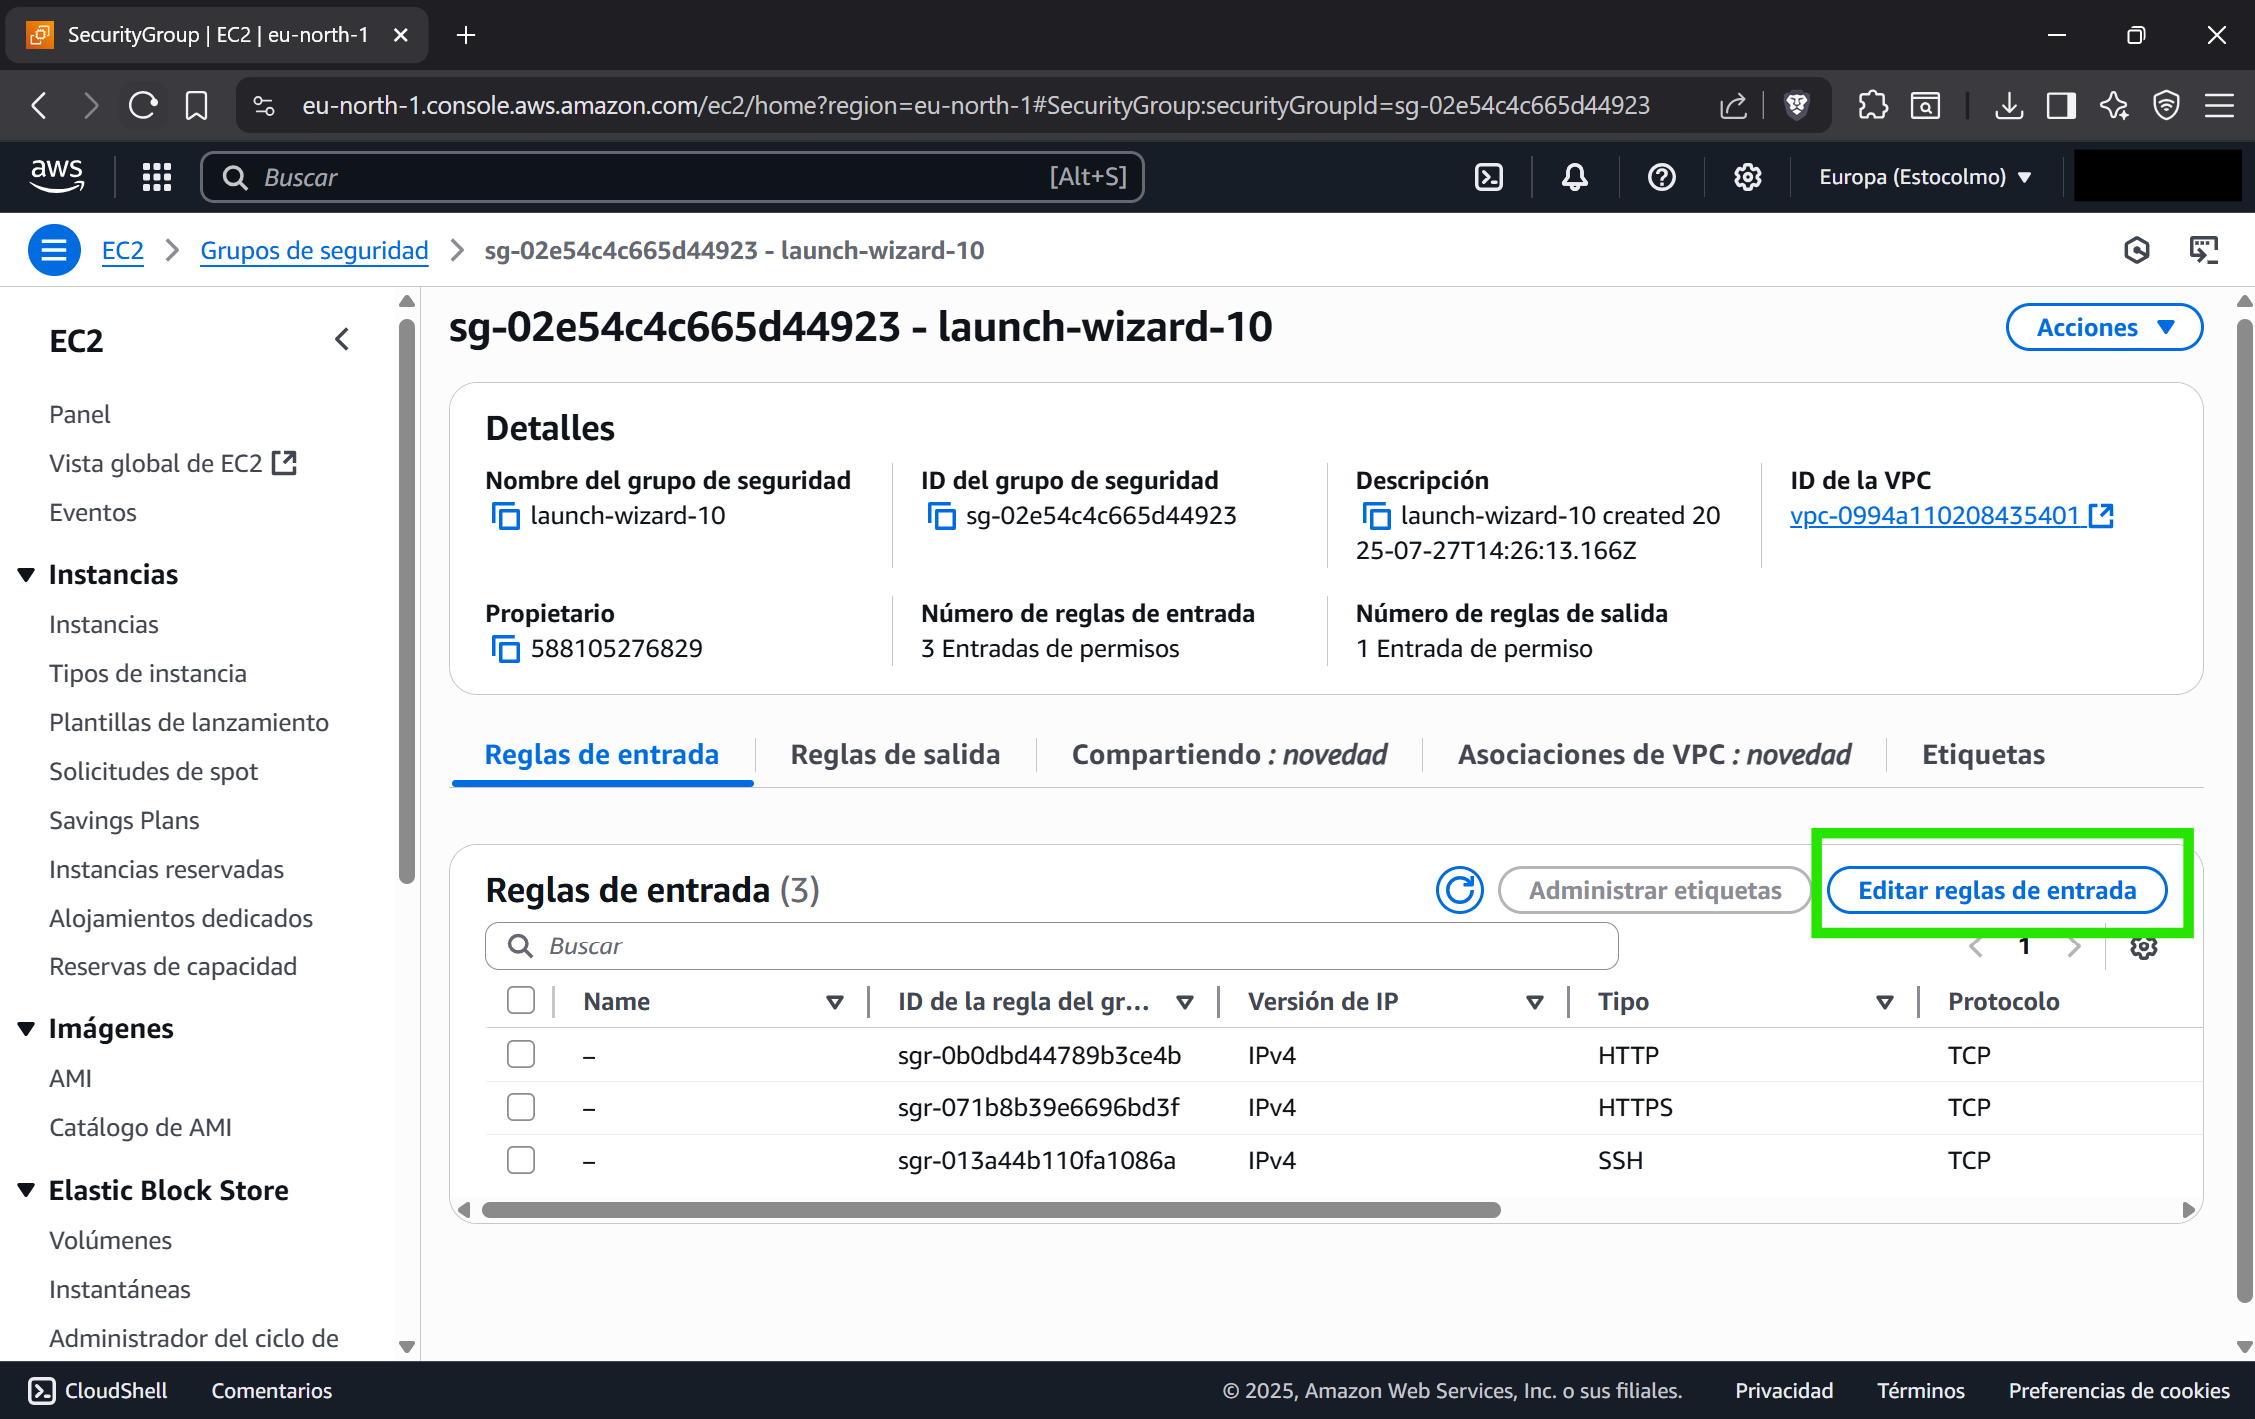 SecurityGroup | EC2 | eu-north-1
eu-north-1.console.aws.amazon.com/ec2/home?region=eu-north-1#SecurityGroup:securityGroupId=sg-02e54c4c665d44923
aws
Buscar [Alt+S]
Europa (Estocolmo)
EC2 > Grupos de seguridad > sg-02e54c4c665d44923 - launch-wizard-10
EC2
Panel
Vista global de EC2
Eventos
Instancias
Instancias
Tipos de instancia
Plantillas de lanzamiento
Solicitudes de spot
Savings Plans
Instancias reservadas
Alojamientos dedicados
Reservas de capacidad
Imágenes
AMI
Catálogo de AMI
Elastic Block Store
Volúmenes
Instantáneas
Administrador del ciclo de
sg-02e54c4c665d44923 - launch-wizard-10
Acciones
Detalles
Nombre del grupo de seguridad
launch-wizard-10
ID del grupo de seguridad
sg-02e54c4c665d44923
Descripción
launch-wizard-10 created 20
25-07-27T14:26:13.166Z
ID de la VPC
vpc-0994a110208435401
Propietario
588105276829
Número de reglas de entrada
3 Entradas de permisos
Número de reglas de salida
1 Entrada de permiso
Reglas de entrada
Reglas de salida
Compartiendo : novedad
Asociaciones de VPC : novedad
Etiquetas
Reglas de entrada (3)
Administrar etiquetas
Editar reglas de entrada
Buscar
1
Name ID de la regla del gr... Versión de IP Tipo Protocolo
– sgr-0b0dbd44789b3ce4b IPv4 HTTP TCP
– sgr-071b8b39e6696bd3f IPv4 HTTPS TCP
– sgr-013a44b110fa1086a IPv4 SSH TCP
CloudShell
Comentarios
© 2025, Amazon Web Services, Inc. o sus filiales.
Privacidad
Términos
Preferencias de cookies